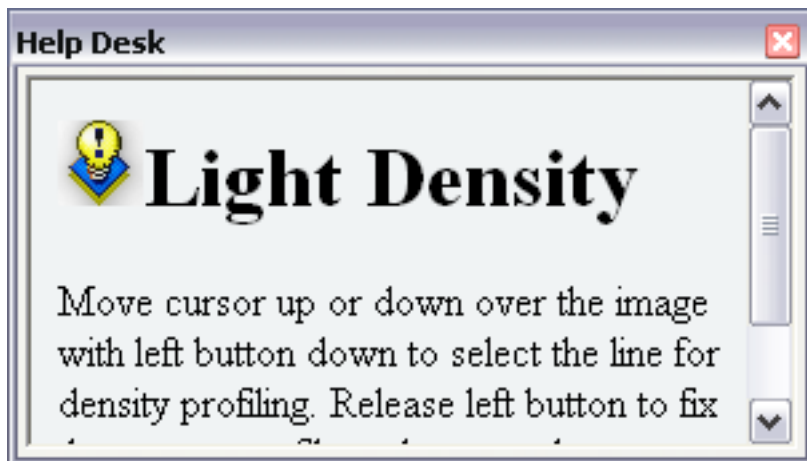 Help Desk
Light Density
Move cursor up or down over the image
with left button down to select the line for
density profiling. Release left button to fix